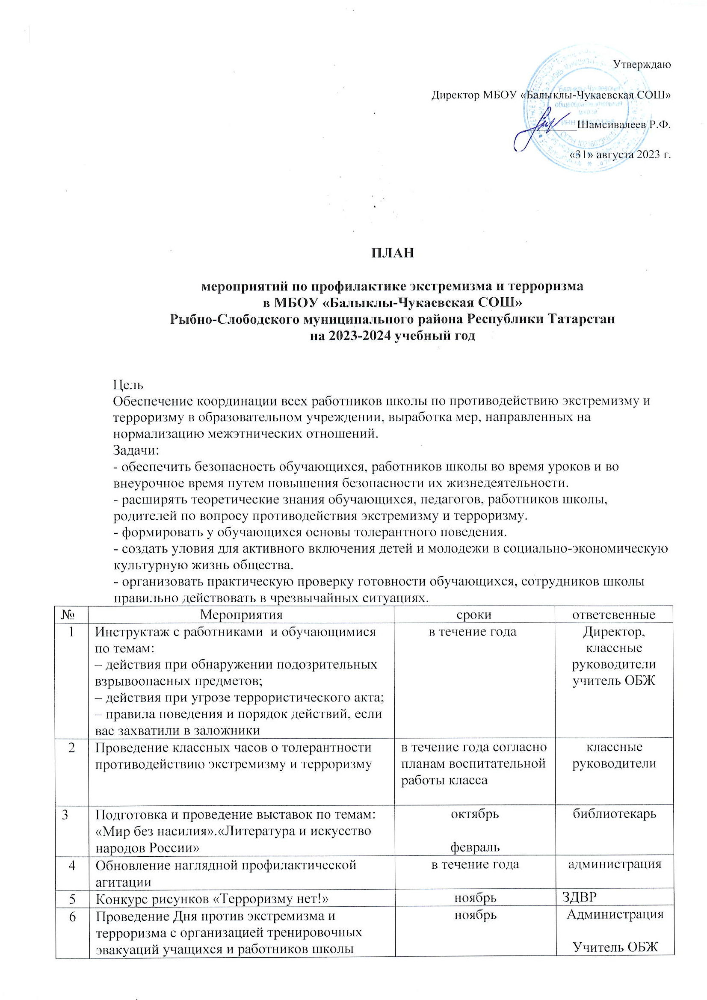 Утверждаю
Директор МБОУ «Балыклы-Чукаевская СОШ»
Шамсивалеев Р.Ф.
«31» августа 2023 г.
"Балыклы-Чукаевская
общеобразовательная
школа"
ИНН
ОГРН
ПЛАН
мероприятий по профилактике экстремизма и терроризма
в МБОУ «Балыклы-Чукаевская СОШ»
Рыбно-Слободского муниципального района Республики Татарстан
на 2023-2024 учебный год
Цель
Обеспечение координации всех работников школы по противодействию экстремизму и
терроризму в образовательном учреждении, выработка мер, направленных на
нормализацию межэтнических отношений.
Задачи:
- обеспечить безопасность обучающихся, работников школы во время уроков и во
внеурочное время путем повышения безопасности их жизнедеятельности.
- расширять теоретические знания обучающихся, педагогов, работников школы,
родителей по вопросу противодействия экстремизму и терроризму.
- формировать у обучающихся основы толерантного поведения.
- создать уловия для активного включения детей и молодежи в социально-экономическую
культурную жизнь общества.
- организовать практическую проверку готовности обучающихся, сотрудников школы
правильно действовать в чрезвычайных ситуациях.
№ Мероприятия сроки ответсвенные
1 Инструктаж с работниками и обучающимися в течение года Директор,
по темам: классные
– действия при обнаружении подозрительных руководители
взрывоопасных предметов; учитель ОБЖ
– действия при угрозе террористического акта;
– правила поведения и порядок действий, если
вас захватили в заложники
2 Проведение классных часов о толерантности в течение года согласно классные
противодействию экстремизму и терроризму планам воспитательной руководители
работы класса
3 Подготовка и проведение выставок по темам: октябрь библиотекарь
«Мир без насилия».«Литература и искусство
народов России» февраль
4 Обновление наглядной профилактической в течение года администрация
агитации
5 Конкурс рисунков «Терроризму нет!» ноябрь ЗДВР
6 Проведение Дня против экстремизма и ноябрь Администрация
терроризма с организацией тренировочных
эвакуаций учащихся и работников школы Учитель ОБЖ